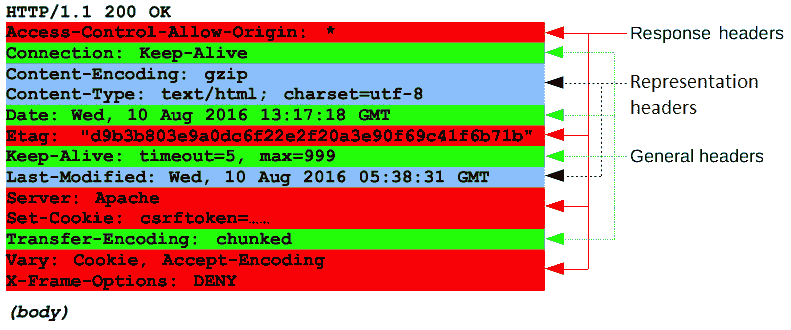 HTTP/1.1 200 OK
Access-Control-Allow-Origin: *
Connection: Keep-Alive
Content-Encoding: gzip
Content-Type: text/html; charset=utf-8
Date: Wed, 10 Aug 2016 13:17:18 GMT
Etag: "d9b3b803e9a0dc6f22e2f20a3e90f69c41f6b71b"
Keep-Alive: timeout=5, max=999
Last-Modified: Wed, 10 Aug 2016 05:38:31 GMT
Server: Apache
Set-Cookie: csrftoken=……
Transfer-Encoding: chunked
Vary: Cookie, Accept-Encoding
X-Frame-Options: DENY
(body)
Response headers
Representation
headers
General headers